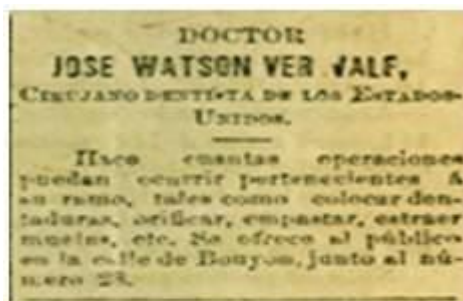 DOCTOR
JOSE WATSON VER VALF,
CIRUJANO DENTISTA DE LOS ESTADOS-
UNIDOS.
Hace cuantas operaciones
puedan ocurrir pertenecientes á
su ramo, tales como colocar den-
taduras, orificar, empastar, estraer
muelas, etc. Se ofrece al público
en la calle de Bouyon, junto al nú-
mero 23.